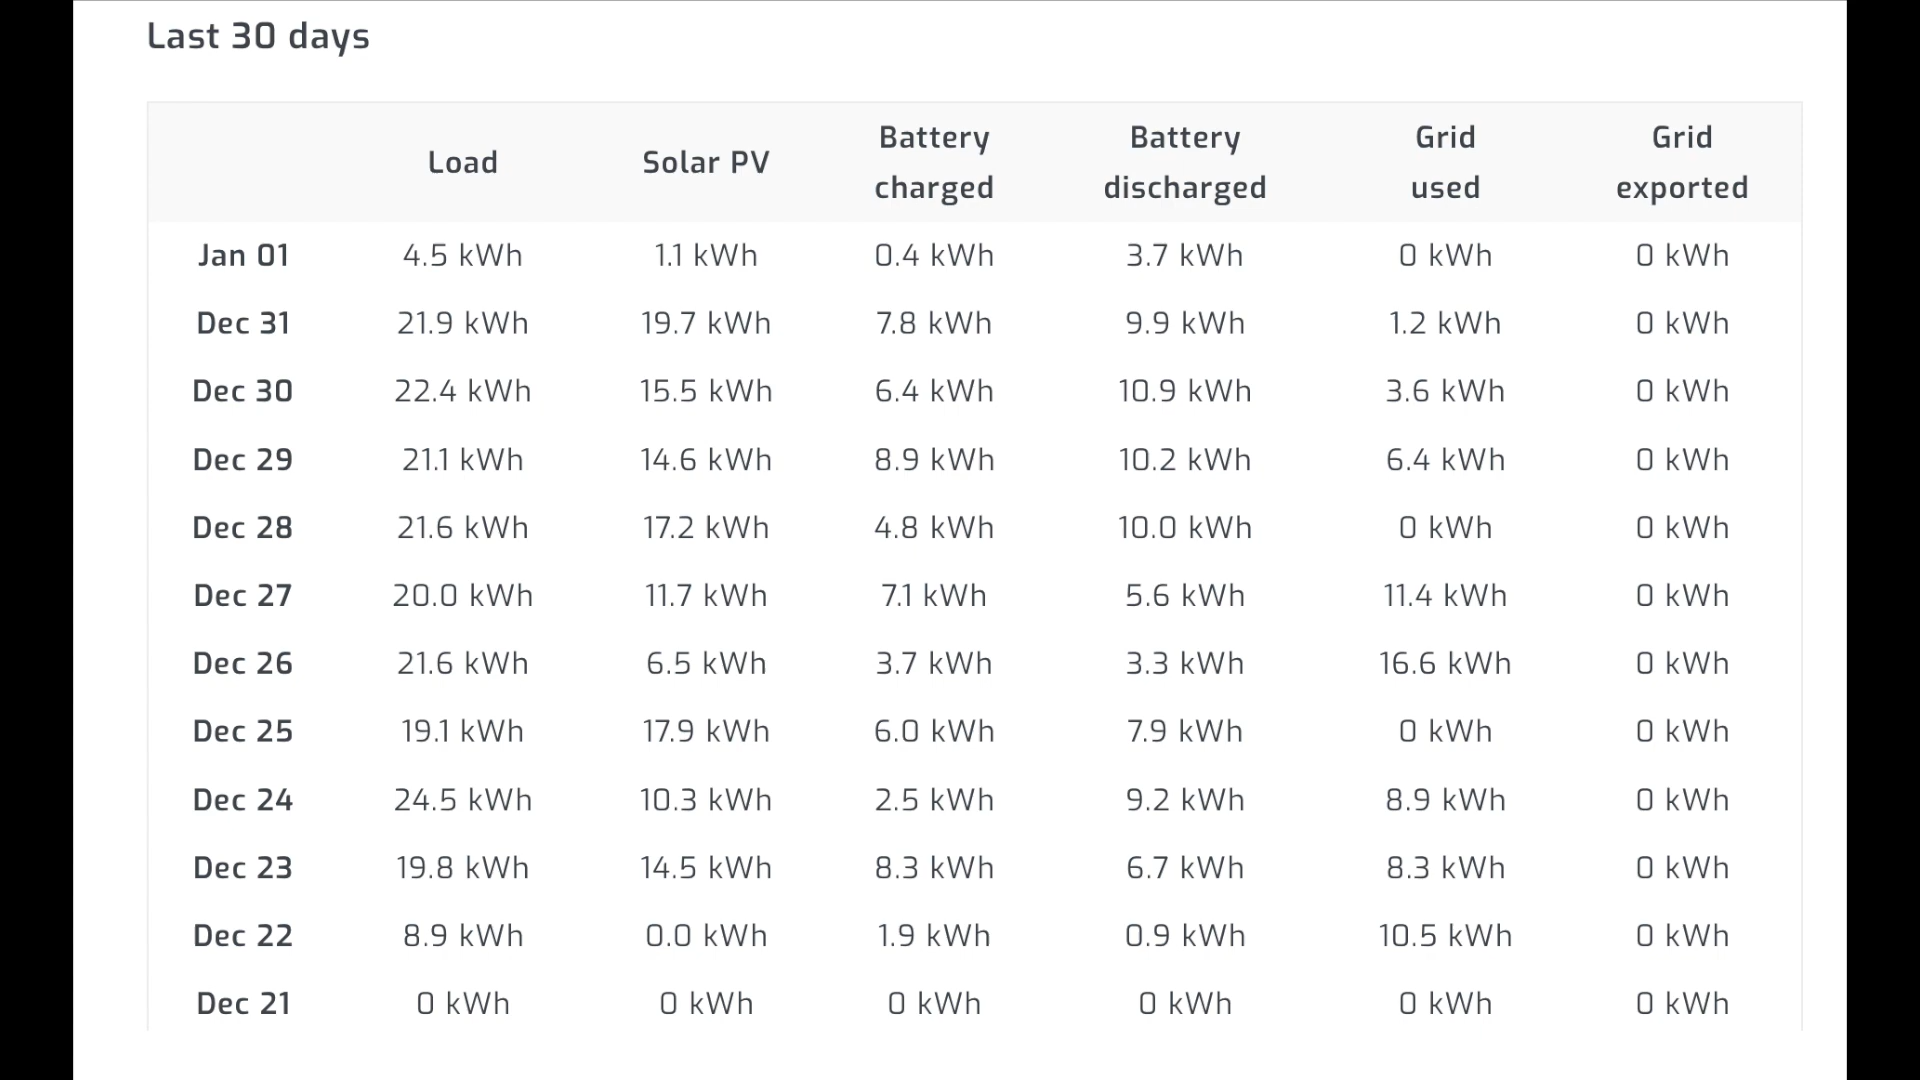 Last 30 days
Load Solar PV Battery charged Battery discharged Grid used Grid exported
Jan 01 4.5 kWh 1.1 kWh 0.4 kWh 3.7 kWh 0 kWh 0 kWh
Dec 31 21.9 kWh 19.7 kWh 7.8 kWh 9.9 kWh 1.2 kWh 0 kWh
Dec 30 22.4 kWh 15.5 kWh 6.4 kWh 10.9 kWh 3.6 kWh 0 kWh
Dec 29 21.1 kWh 14.6 kWh 8.9 kWh 10.2 kWh 6.4 kWh 0 kWh
Dec 28 21.6 kWh 17.2 kWh 4.8 kWh 10.0 kWh 0 kWh 0 kWh
Dec 27 20.0 kWh 11.7 kWh 7.1 kWh 5.6 kWh 11.4 kWh 0 kWh
Dec 26 21.6 kWh 6.5 kWh 3.7 kWh 3.3 kWh 16.6 kWh 0 kWh
Dec 25 19.1 kWh 17.9 kWh 6.0 kWh 7.9 kWh 0 kWh 0 kWh
Dec 24 24.5 kWh 10.3 kWh 2.5 kWh 9.2 kWh 8.9 kWh 0 kWh
Dec 23 19.8 kWh 14.5 kWh 8.3 kWh 6.7 kWh 8.3 kWh 0 kWh
Dec 22 8.9 kWh 0.0 kWh 1.9 kWh 0.9 kWh 10.5 kWh 0 kWh
Dec 21 0 kWh 0 kWh 0 kWh 0 kWh 0 kWh 0 kWh